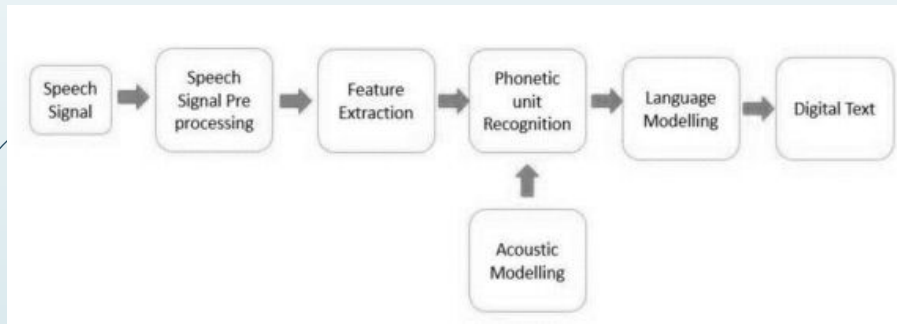 Speech
Signal
Speech
Signal Pre
processing
Feature
Extraction
Phonetic
unit
Recognition
Language
Modelling
Digital Text
Acoustic
Modelling